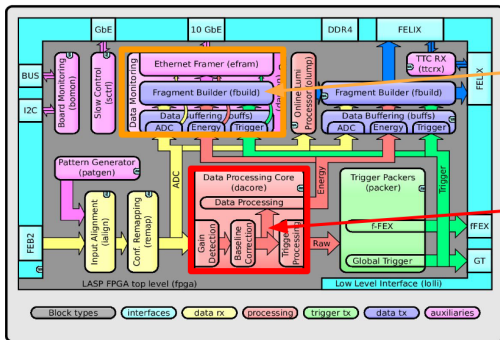 GbE
10 GbE
DDR4
FELIX
BUS
I2C
Board Monitoring
(bomon)
Slow Control
(sctrl)
Data Monitoring
Ethernet Framer (efram)
Fragment Builder (fbuild)
Data Buffering (buffs)
ADC
Energy
Trigger
Online Lumi
Processor (olump)
TTC RX
(ttcrx)
FELIX
Fragment Builder (fbuild)
Data Buffering (buffs)
ADC
Energy
Trigger
Pattern Generator
(patgen)
ADC
Energy
Trigger
Data Processing Core
(dacore)
Data Processing
Trigger Packers
(packer)
FEB2
Input Alignment
(ialign)
Conf. Remapping
(remap)
Gain
Detection
Baseline
Correction
Trigger
Processing
Raw
f-FEX
Global Trigger
fFEX
GT
LASP FPGA top level (fpga)
Low Level Interface (lolli)
Block types
interfaces
data rx
processing
trigger tx
data tx
auxiliaries